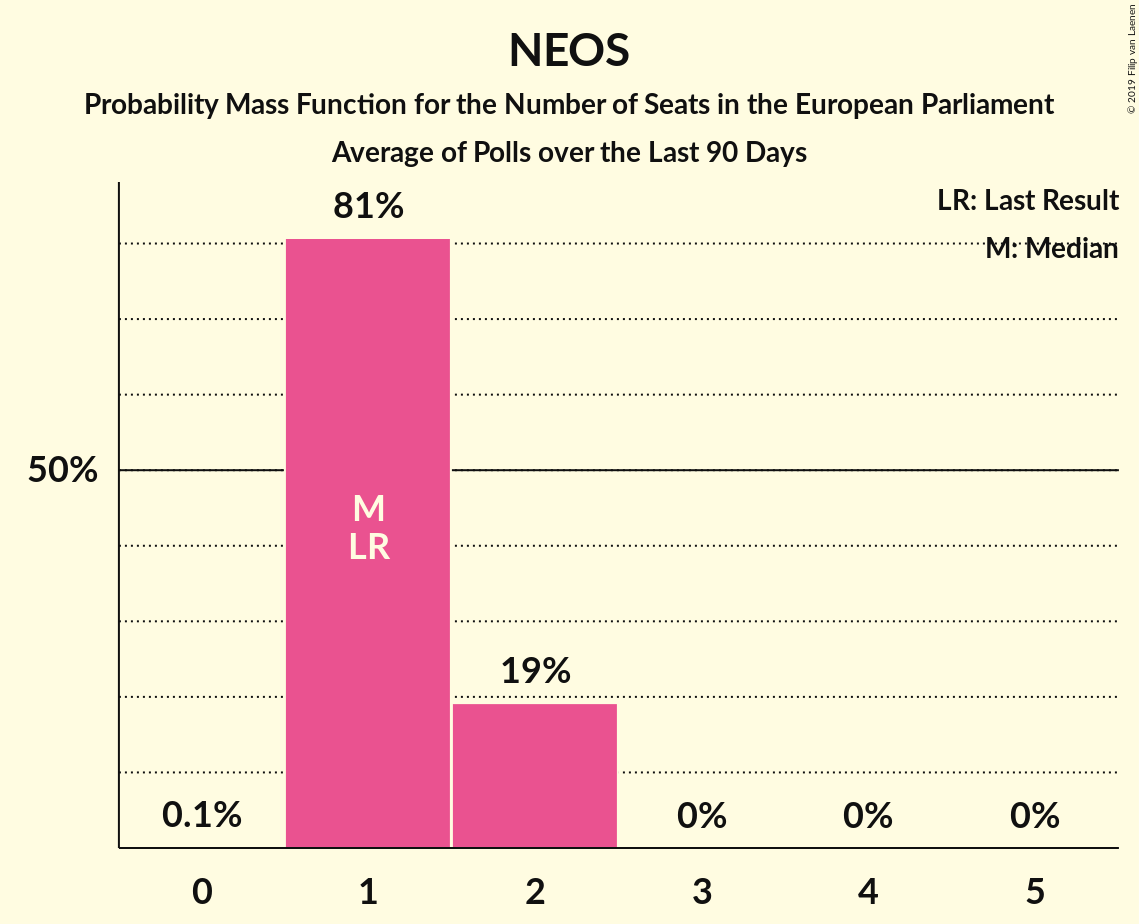 NEOS
Probability Mass Function for the Number of Seats in the European Parliament
Average of Polls over the Last 90 Days
© 2019 Filip van Laenen
LR: Last Result
M: Median
81%
50%
M
LR
19%
0.1%
0%
0%
0%
0
1
2
3
4
5